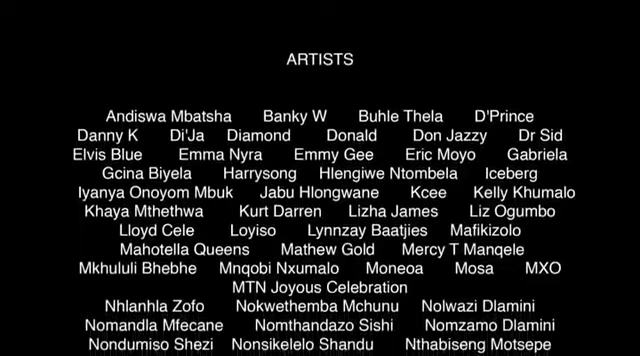 ARTISTS
Andiswa Mbatsha Banky W Buhle Thela D'Prince
Danny K Di'Ja Diamond Donald Don Jazzy Dr Sid
Elvis Blue Emma Nyra Emmy Gee Eric Moyo Gabriela
Gcina Biyela Harrysong Hlengiwe Ntombela Iceberg
Iyanya Onoyom Mbuk Jabu Hlongwane Kcee Kelly Khumalo
Khaya Mthethwa Kurt Darren Lizha James Liz Ogumbo
Lloyd Cele Loyiso Lynnzay Baatjies Mafikizolo
Mahotella Queens Mathew Gold Mercy T Manqele
Mkhululi Bhebhe Mnqobi Nxumalo Moneoa Mosa MXO
MTN Joyous Celebration
Nhlanhla Zofo Nokwethemba Mchunu Nolwazi Dlamini
Nomandla Mfecane Nomthandazo Sishi Nomzamo Dlamini
Nondumiso Shezi Nonsikelelo Shandu Nthabiseng Motsepe